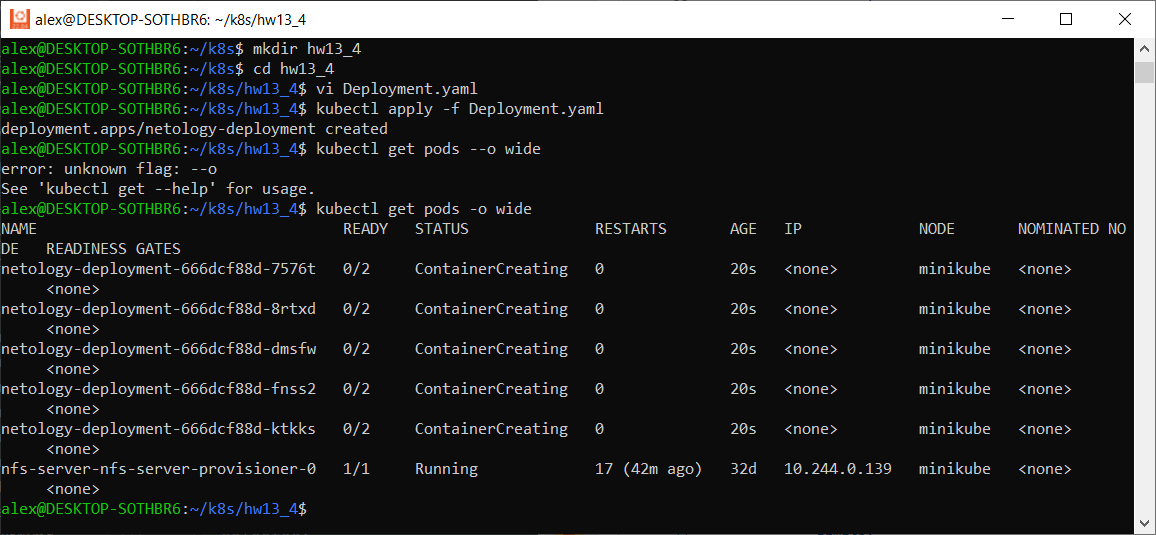 alex@DESKTOP-SOTHBR6: ~/k8s/hw13_4
alex@DESKTOP-SOTHBR6:~/k8s$ mkdir hw13_4
alex@DESKTOP-SOTHBR6:~/k8s$ cd hw13_4
alex@DESKTOP-SOTHBR6:~/k8s/hw13_4$ vi Deployment.yaml
alex@DESKTOP-SOTHBR6:~/k8s/hw13_4$ kubectl apply -f Deployment.yaml
deployment.apps/netology-deployment created
alex@DESKTOP-SOTHBR6:~/k8s/hw13_4$ kubectl get pods --o wide
error: unknown flag: --o
See 'kubectl get --help' for usage.
alex@DESKTOP-SOTHBR6:~/k8s/hw13_4$ kubectl get pods -o wide
NAME                                  READY   STATUS              RESTARTS       AGE   IP             NODE       NOMINATED NO
DE   READINESS GATES
netology-deployment-666dcf88d-7576t   0/2     ContainerCreating   0              20s   <none>         minikube   <none>
     <none>
netology-deployment-666dcf88d-8rtxd   0/2     ContainerCreating   0              20s   <none>         minikube   <none>
     <none>
netology-deployment-666dcf88d-dmsfw   0/2     ContainerCreating   0              20s   <none>         minikube   <none>
     <none>
netology-deployment-666dcf88d-fnss2   0/2     ContainerCreating   0              20s   <none>         minikube   <none>
     <none>
netology-deployment-666dcf88d-ktkks   0/2     ContainerCreating   0              20s   <none>         minikube   <none>
     <none>
nfs-server-nfs-server-provisioner-0   1/1     Running             17 (42m ago)   32d   10.244.0.139   minikube   <none>
     <none>
alex@DESKTOP-SOTHBR6:~/k8s/hw13_4$